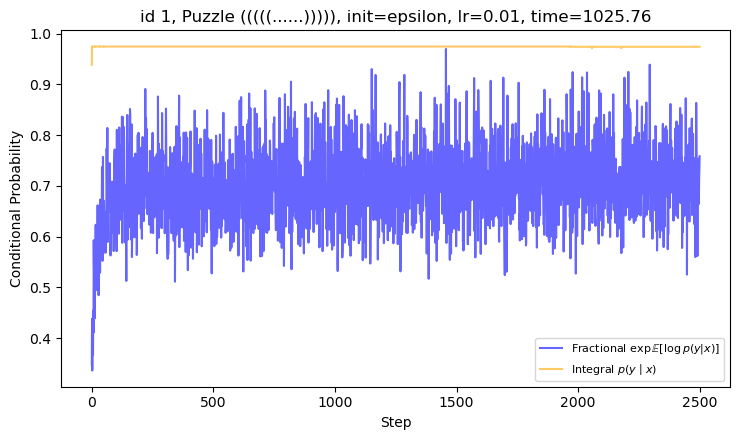 id 1, Puzzle (((((......))))), init=epsilon, lr=0.01, time=1025.76
Conditional Probability
1.0
0.9
0.8
0.7
0.6
0.5
0.4
0
500
1000
1500
2000
2500
Step
Fractional exp𝔼[log p(y|x)]
Integral p(y | x)